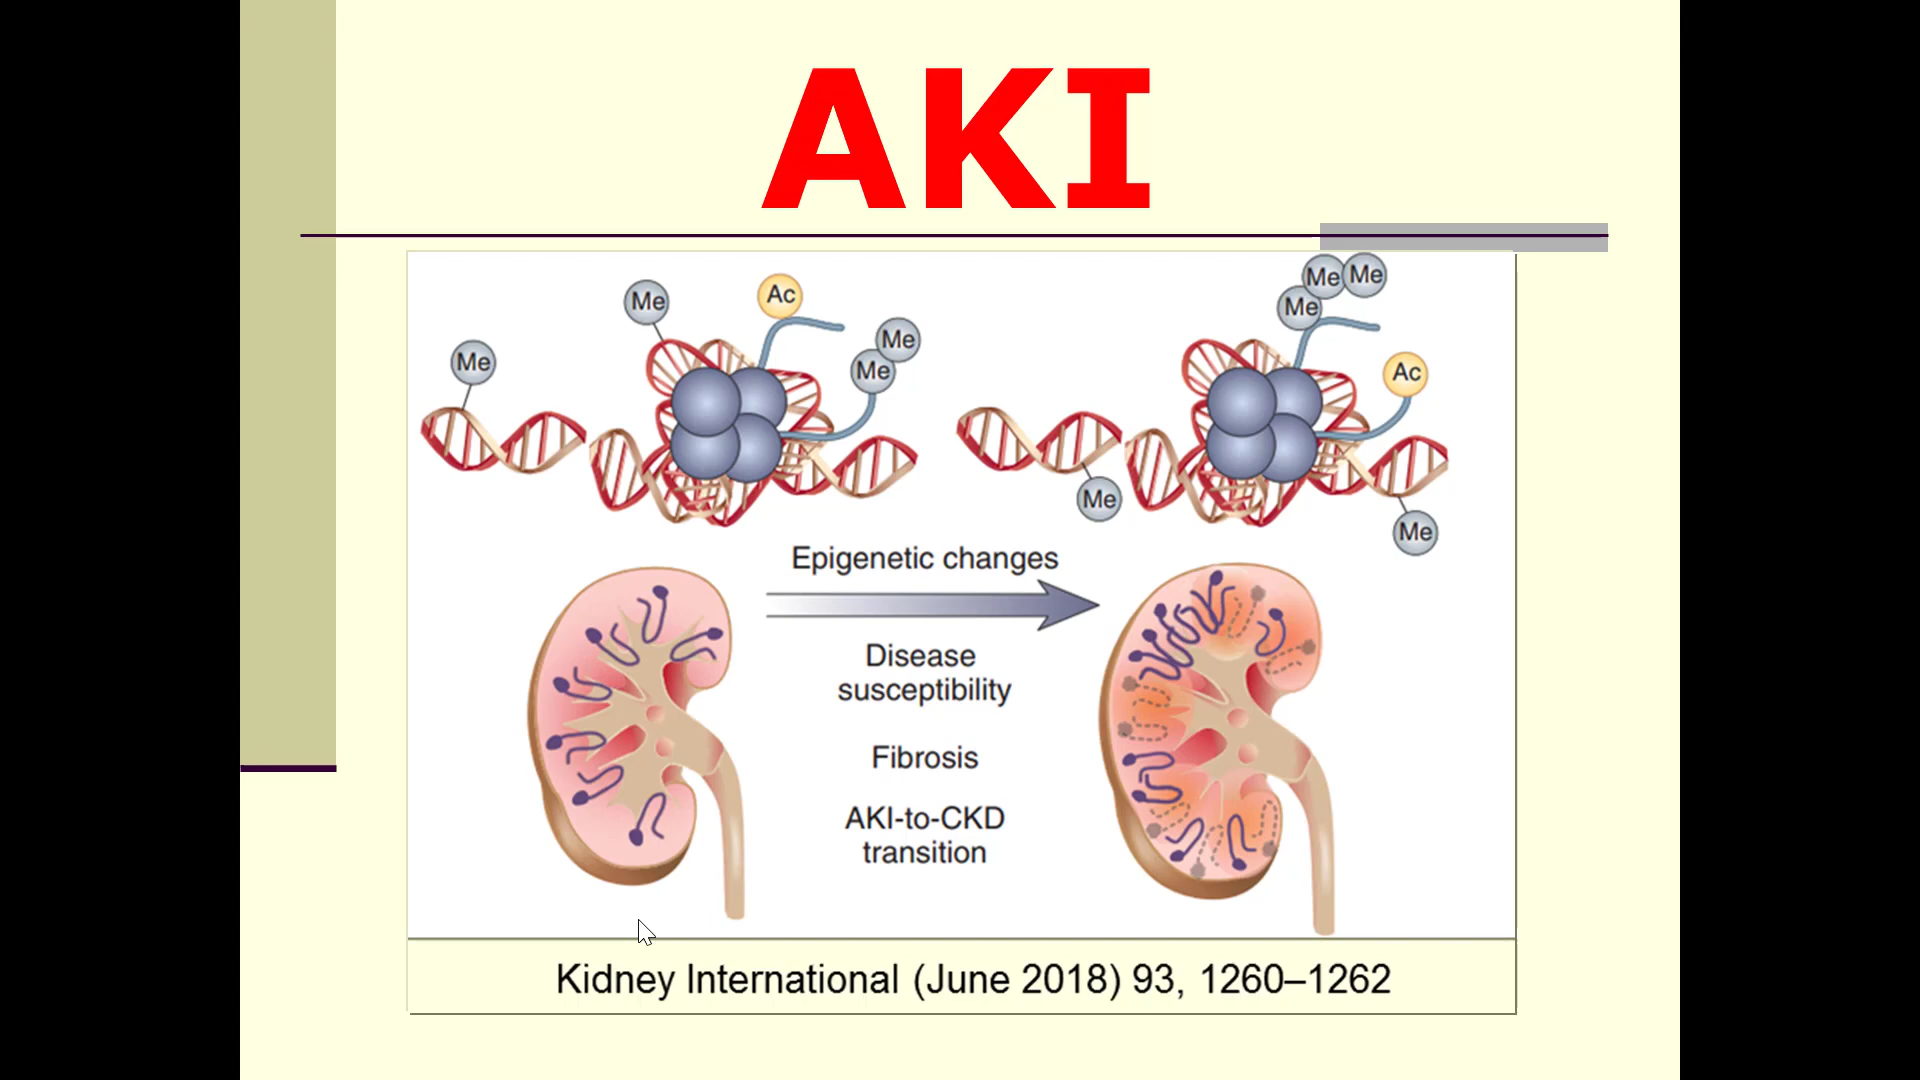 AKI
Me Me
Me
Me
Ac
Me
Me
Me
Ac
Me
Me
Epigenetic changes
Disease
susceptibility
Fibrosis
AKI-to-CKD
transition
Kidney International (June 2018) 93, 1260–1262